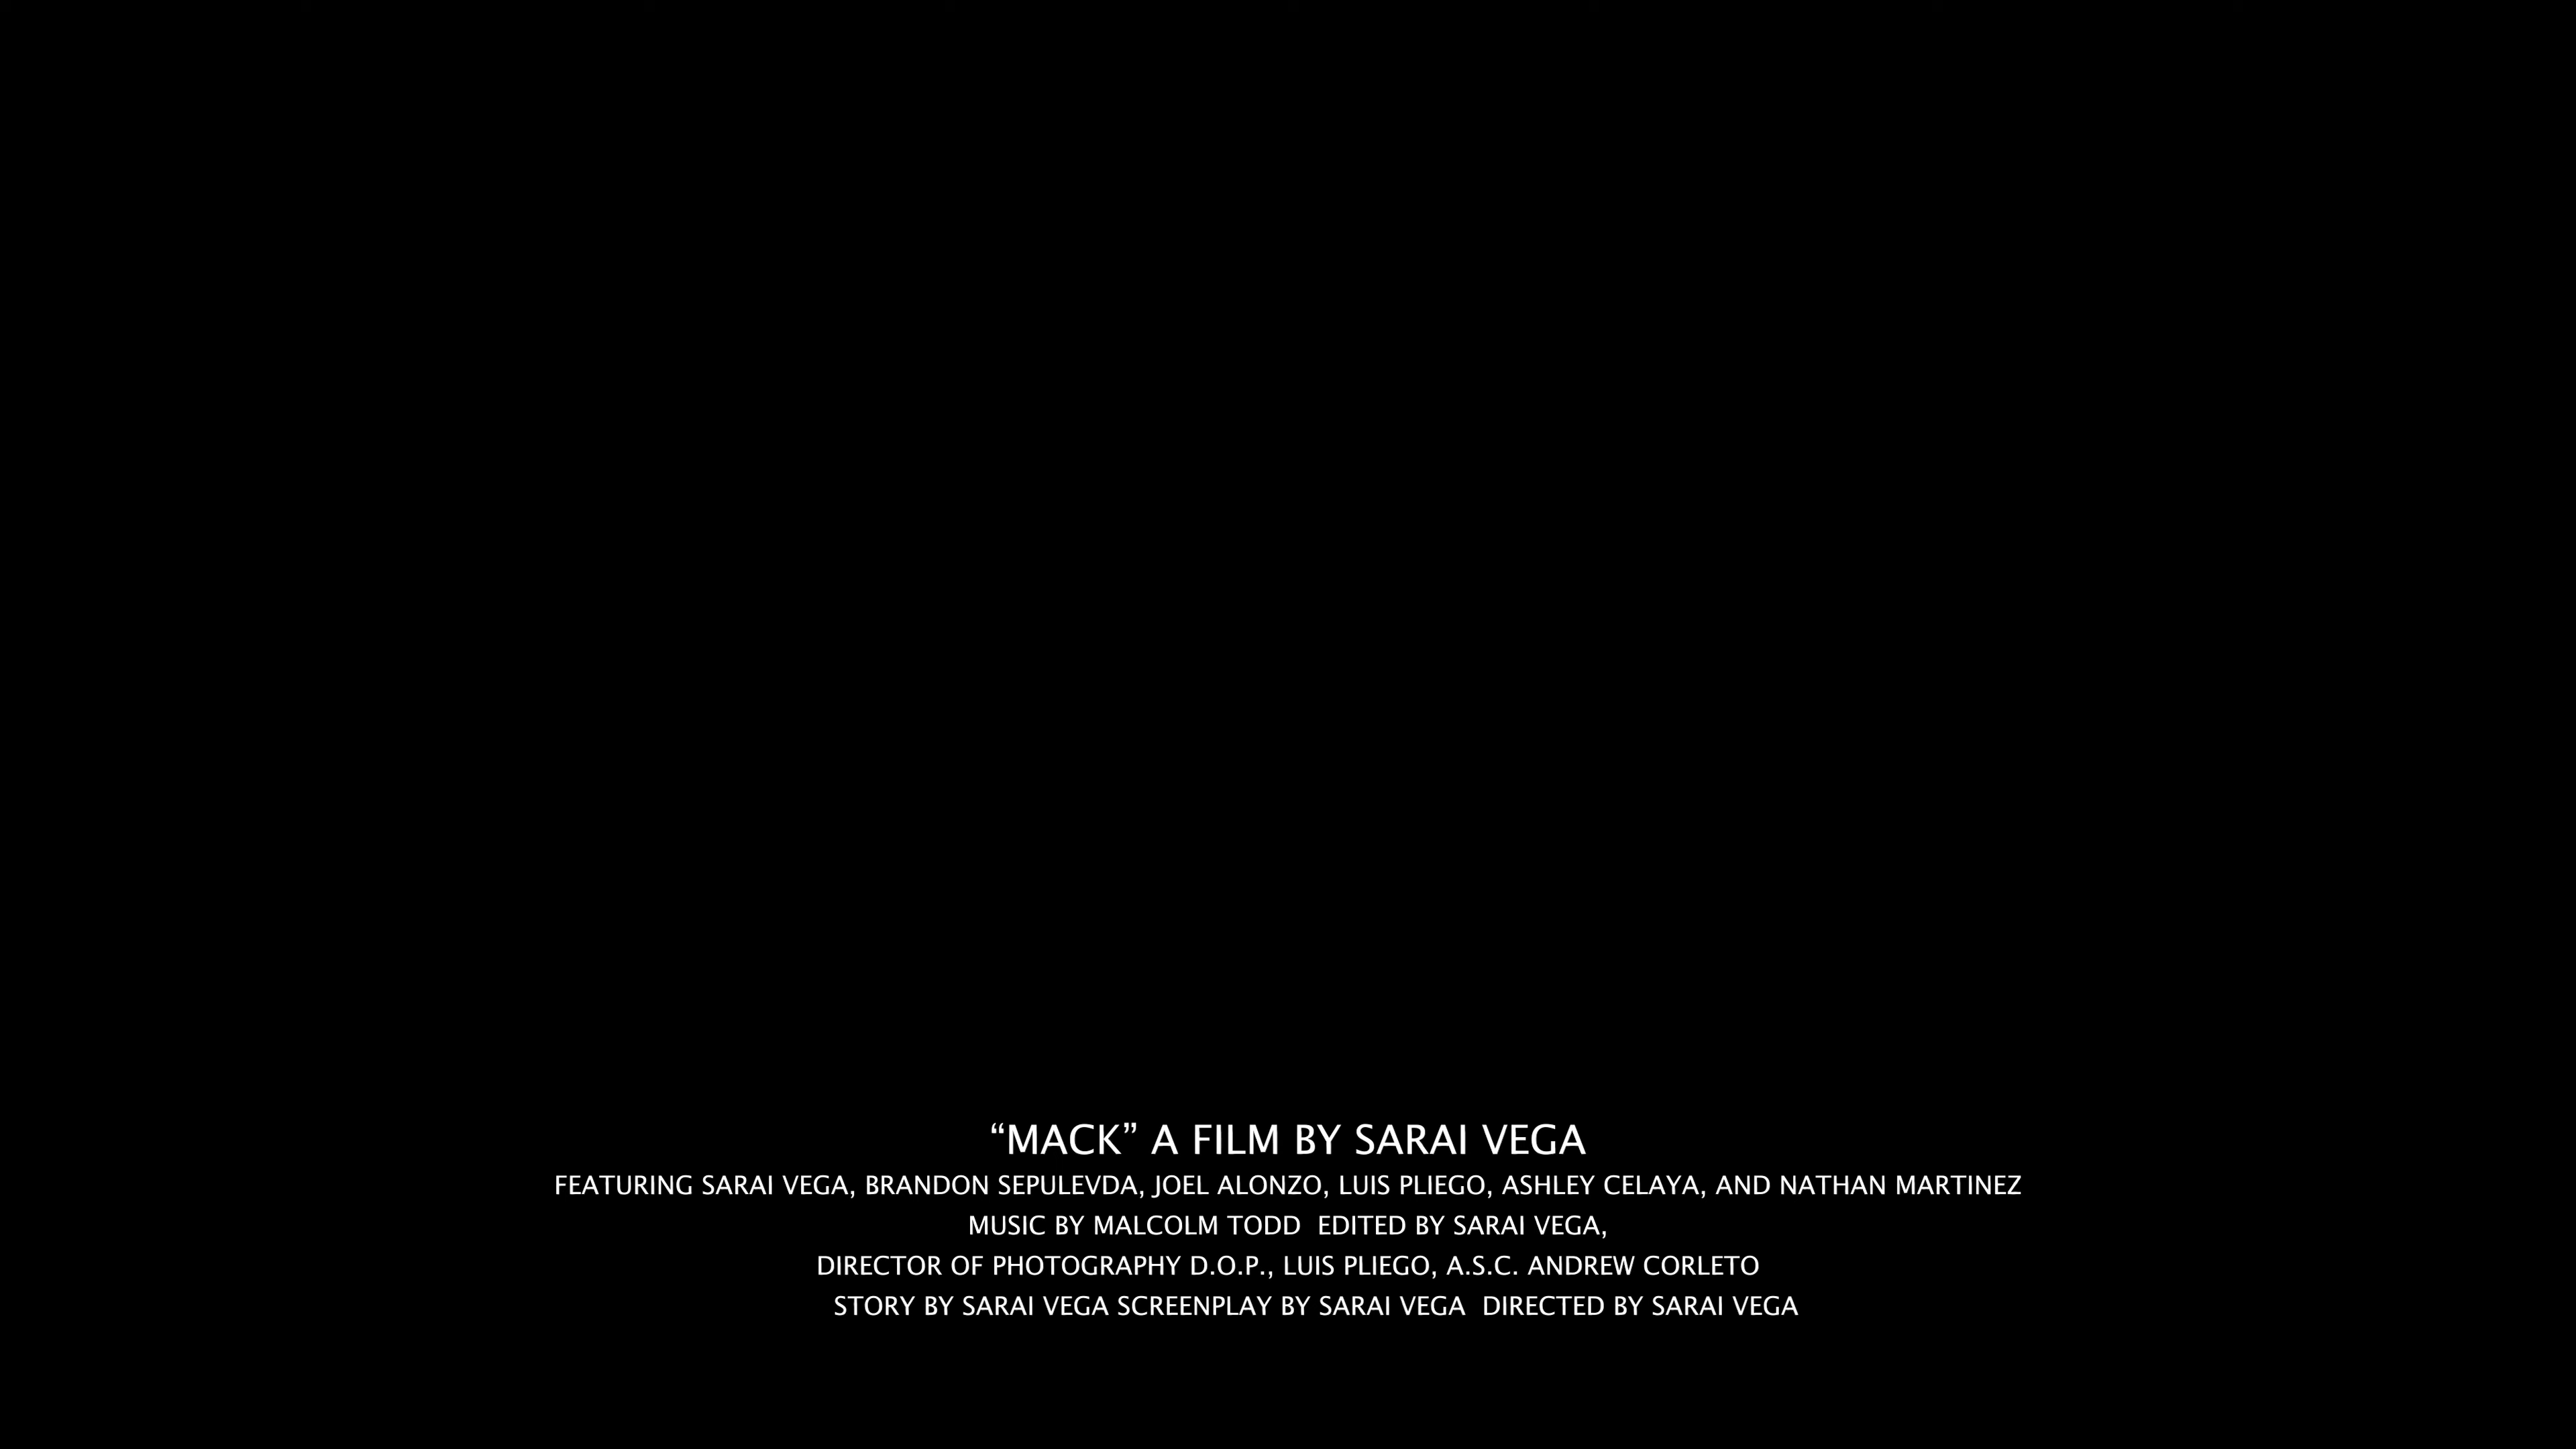 “MACK” A FILM BY SARAI VEGA
FEATURING SARAI VEGA, BRANDON SEPULEVDA, JOEL ALONZO, LUIS PLIEGO, ASHLEY CELAYA, AND NATHAN MARTINEZ
MUSIC BY MALCOLM TODD  EDITED BY SARAI VEGA,
DIRECTOR OF PHOTOGRAPHY D.O.P., LUIS PLIEGO, A.S.C. ANDREW CORLETO
STORY BY SARAI VEGA SCREENPLAY BY SARAI VEGA  DIRECTED BY SARAI VEGA